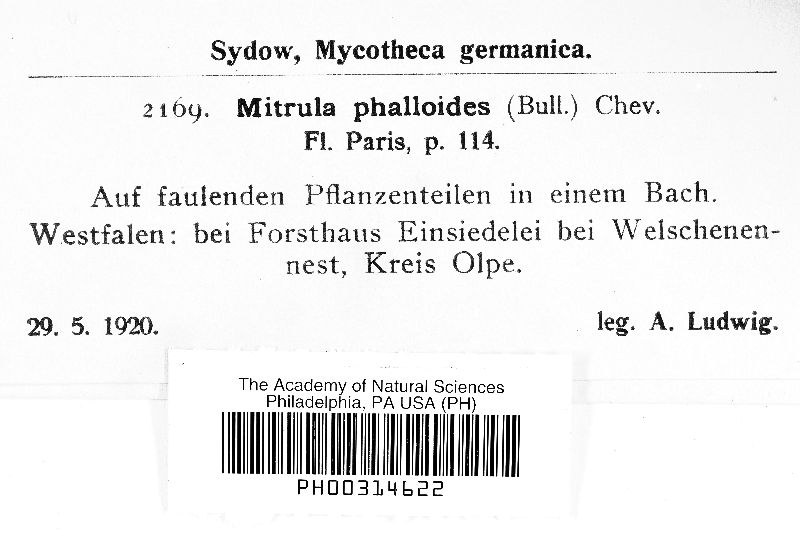 Sydow, Mycotheca germanica.
2169. Mitrula phalloides (Bull.) Chev.
Fl. Paris, p. 114.
Auf faulenden Pflanzenteilen in einem Bach.
Westfalen: bei Forsthaus Einsiedelei bei Welschenen-
nest, Kreis Olpe.
29. 5. 1920. leg. A. Ludwig.
The Academy of Natural Sciences
Philadelphia, PA USA (PH)
PH00314622